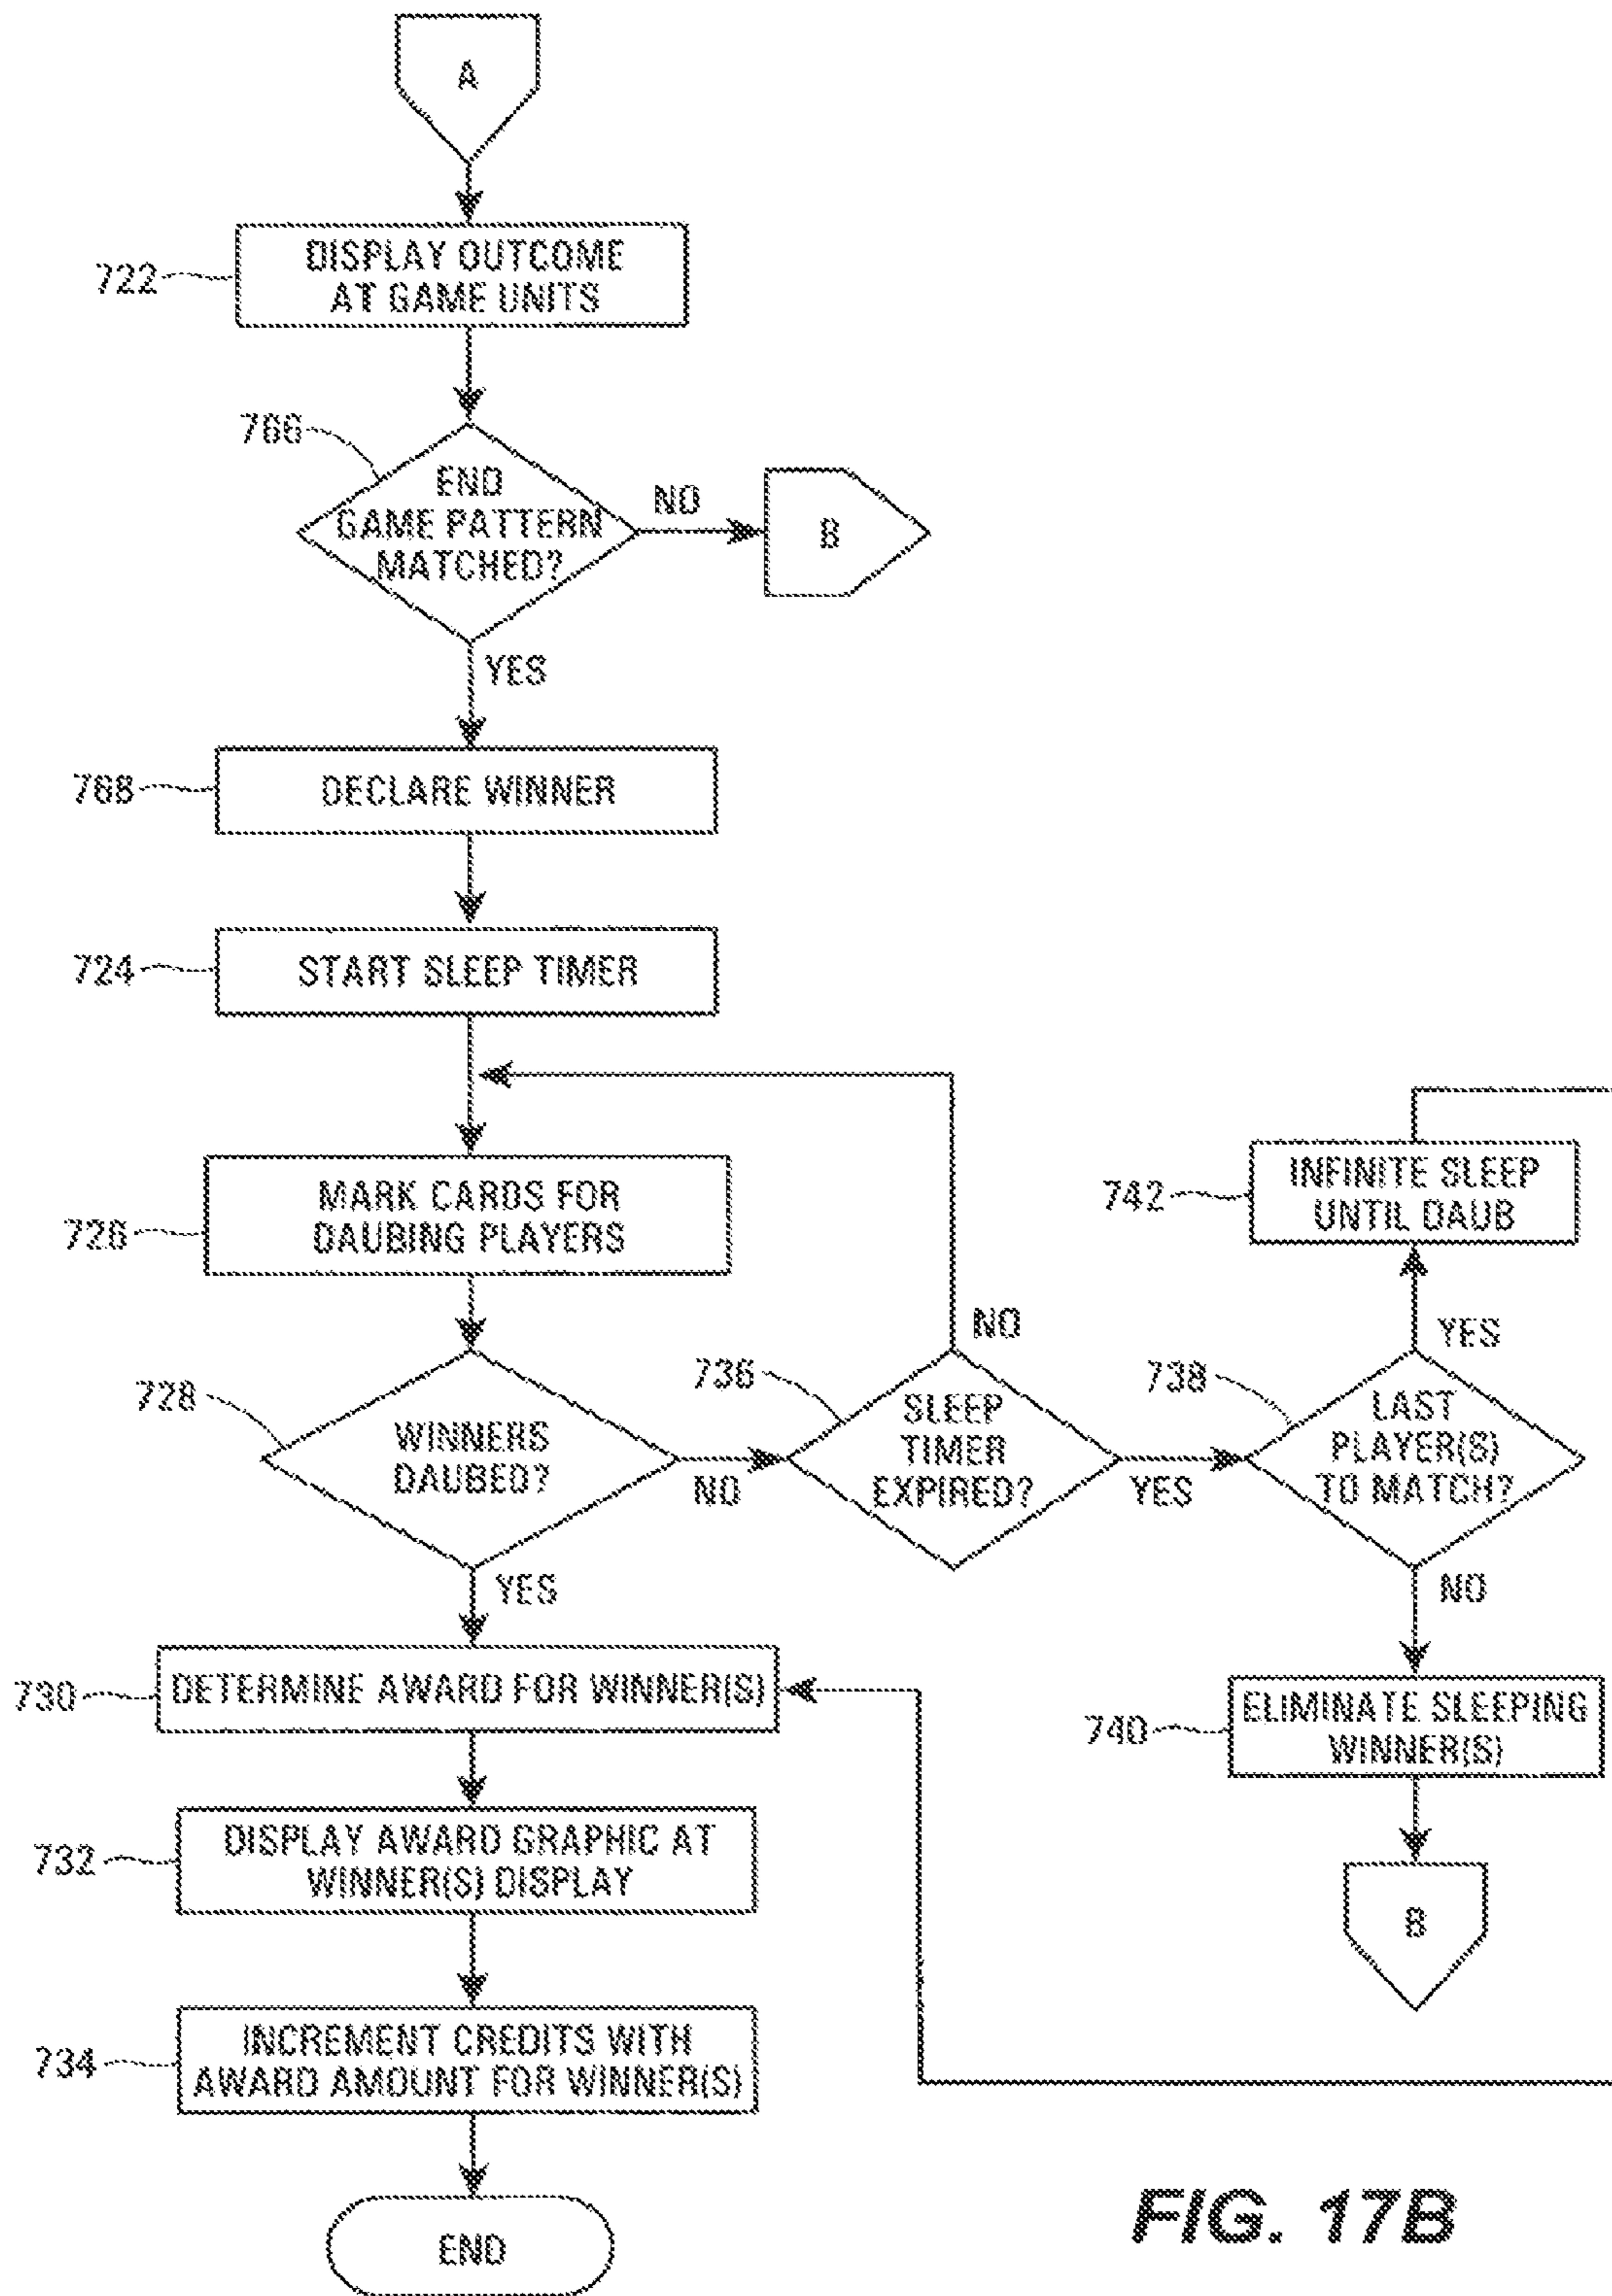 A
722
DISPLAY OUTCOME
AT GAME UNITS
766
END
GAME PATTERN
MATCHED?
NO
B
YES
768
DECLARE WINNER
724
START SLEEP TIMER
726
MARK CARDS FOR
DAUBING PLAYERS
742
INFINITE SLEEP
UNTIL DAUB
728
WINNERS
DAUBED?
NO
YES
736
SLEEP
TIMER
EXPIRED?
NO
YES
738
LAST
PLAYER(S)
TO MATCH?
YES
NO
730
DETERMINE AWARD FOR WINNER(S)
740
ELIMINATE SLEEPING
WINNER(S)
732
DISPLAY AWARD GRAPHIC AT
WINNER(S) DISPLAY
B
734
INCREMENT CREDITS WITH
AWARD AMOUNT FOR WINNER(S)
END
FIG. 17B